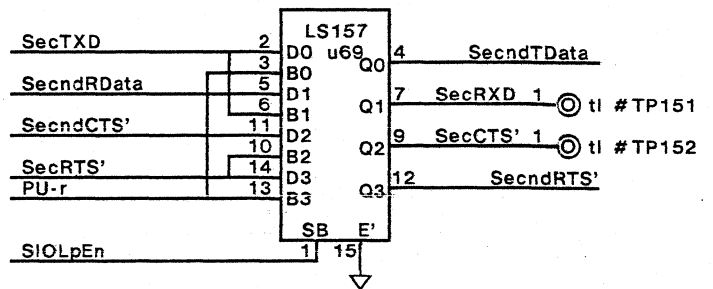 LS157
u69
SecTXD 2 D0 Q0 4 SecndTData
3 B0
SecndRData 5 D1 Q1 7 SecRXD 1 tl #TP151
6 B1
SecndCTS' 11 D2 Q2 9 SecCTS' 1 tl #TP152
10 B2
SecRTS' 14 D3 Q3 12 SecndRTS'
PU-r 13 B3
SB E'
SIOLpEn 1 15